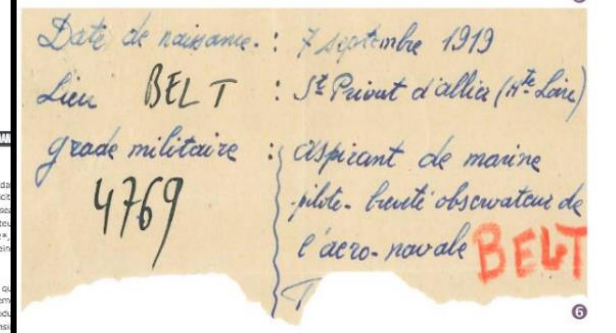 Date de naissance. : 7 septembre 1919
Lieu BELT : St Privat d'allier (Hte Loire)
grade militaire : aspirant de marine
4769
pilote- breveté observateur de
l'aero-navale BELT
6